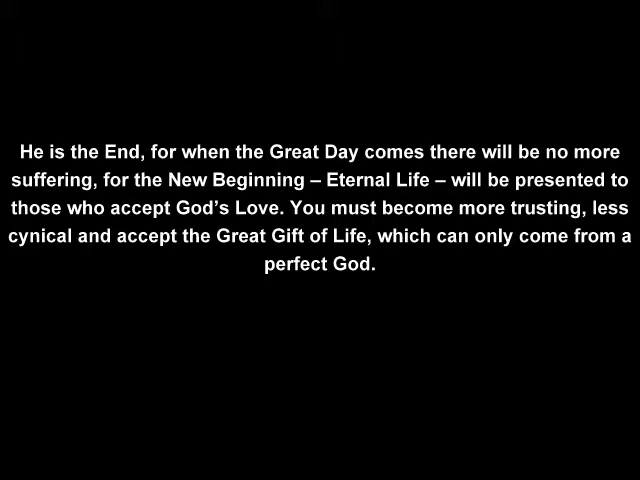 He is the End, for when the Great Day comes there will be no more
suffering, for the New Beginning – Eternal Life – will be presented to
those who accept God’s Love. You must become more trusting, less
cynical and accept the Great Gift of Life, which can only come from a
perfect God.